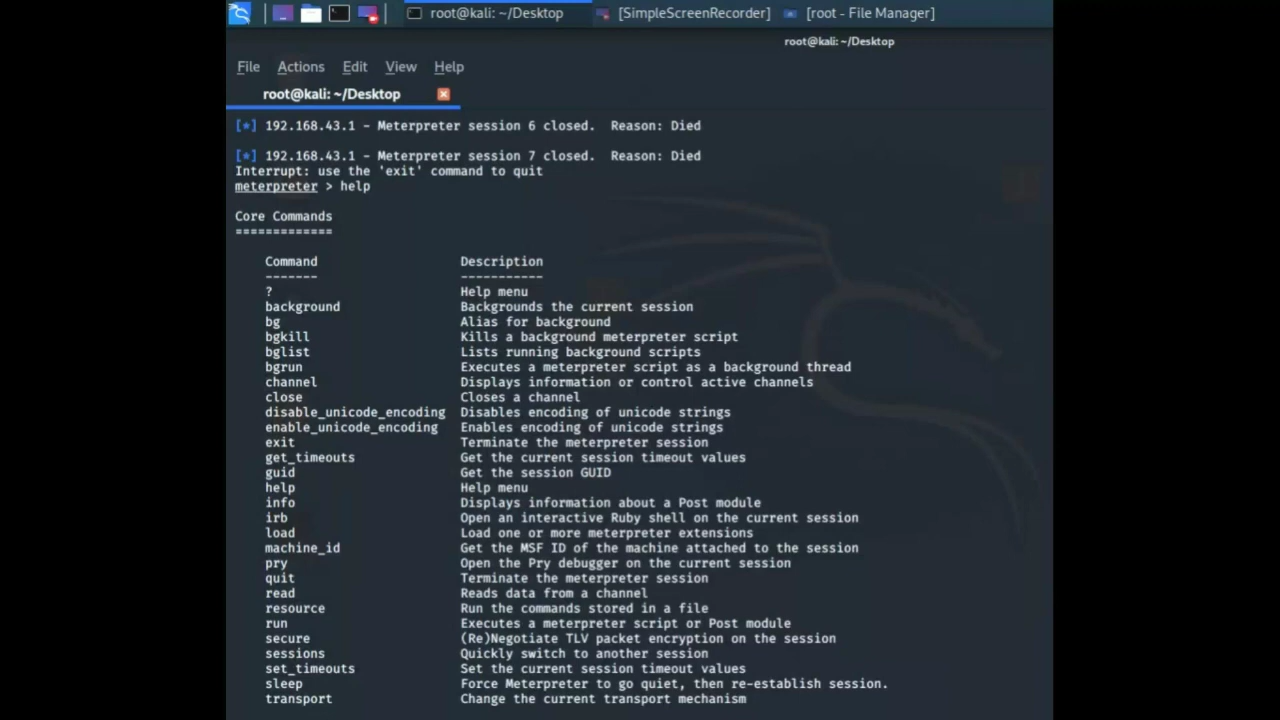 root@kali: ~/Desktop [SimpleScreenRecorder] [root - File Manager]
root@kali: ~/Desktop
File Actions Edit View Help
root@kali: ~/Desktop
[*] 192.168.43.1 - Meterpreter session 6 closed.  Reason: Died
[*] 192.168.43.1 - Meterpreter session 7 closed.  Reason: Died
Interrupt: use the 'exit' command to quit
meterpreter > help
Core Commands
=============
Command Description
------- -----------
? Help menu
background Backgrounds the current session
bg Alias for background
bgkill Kills a background meterpreter script
bglist Lists running background scripts
bgrun Executes a meterpreter script as a background thread
channel Displays information or control active channels
close Closes a channel
disable_unicode_encoding Disables encoding of unicode strings
enable_unicode_encoding Enables encoding of unicode strings
exit Terminate the meterpreter session
get_timeouts Get the current session timeout values
guid Get the session GUID
help Help menu
info Displays information about a Post module
irb Open an interactive Ruby shell on the current session
load Load one or more meterpreter extensions
machine_id Get the MSF ID of the machine attached to the session
pry Open the Pry debugger on the current session
quit Terminate the meterpreter session
read Reads data from a channel
resource Run the commands stored in a file
run Executes a meterpreter script or Post module
secure (Re)Negotiate TLV packet encryption on the session
sessions Quickly switch to another session
set_timeouts Set the current session timeout values
sleep Force Meterpreter to go quiet, then re-establish session.
transport Change the current transport mechanism